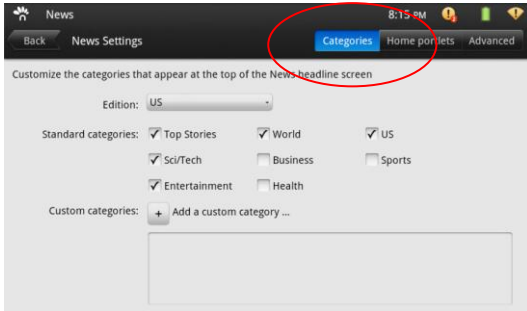 News 8:15 PM
Back News Settings Categories Home portlets Advanced
Customize the categories that appear at the top of the News headline screen
Edition: US
Standard categories: Top Stories World US
Sci/Tech Business Sports
Entertainment Health
Custom categories: + Add a custom category ...